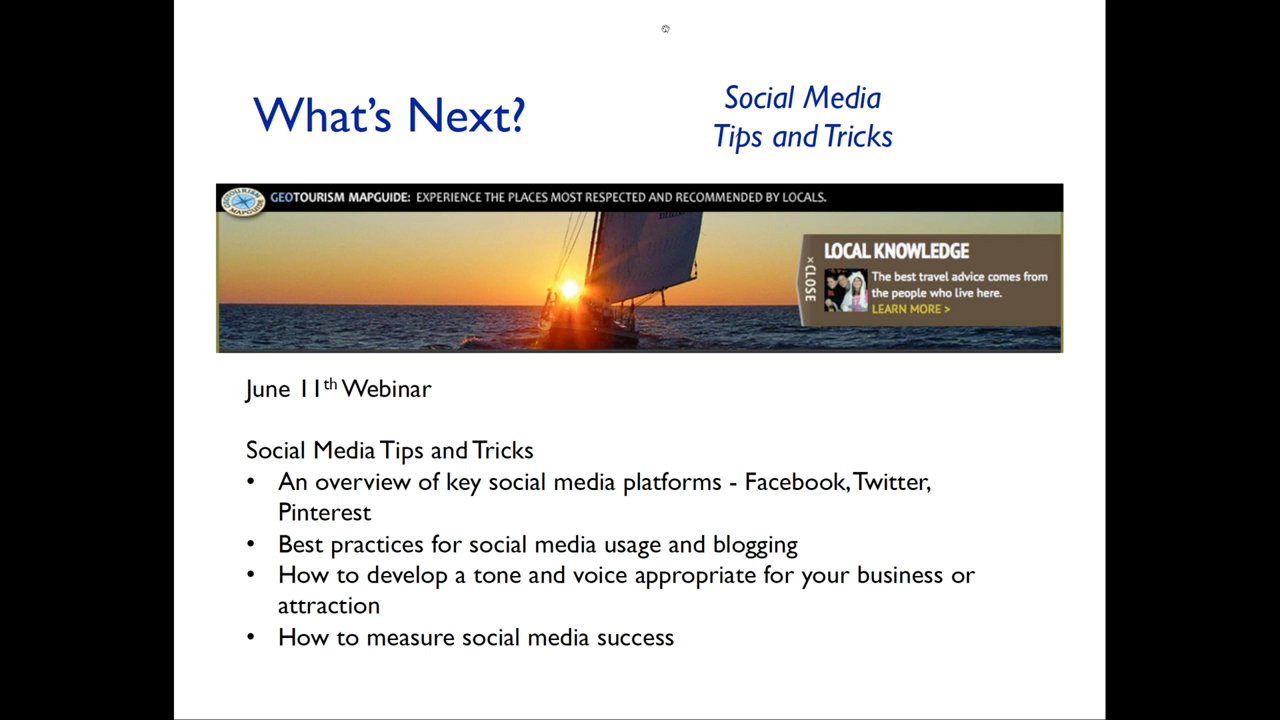 What's Next?
Social Media
Tips and Tricks
GEOTOURISM MAPGUIDE: EXPERIENCE THE PLACES MOST RESPECTED AND RECOMMENDED BY LOCALS.
GEOTOURISM
MAPGUIDE
×CLOSE
LOCAL KNOWLEDGE
The best travel advice comes from
the people who live here.
LEARN MORE >
June 11th Webinar
Social Media Tips and Tricks
• An overview of key social media platforms - Facebook, Twitter,
Pinterest
• Best practices for social media usage and blogging
• How to develop a tone and voice appropriate for your business or
attraction
• How to measure social media success